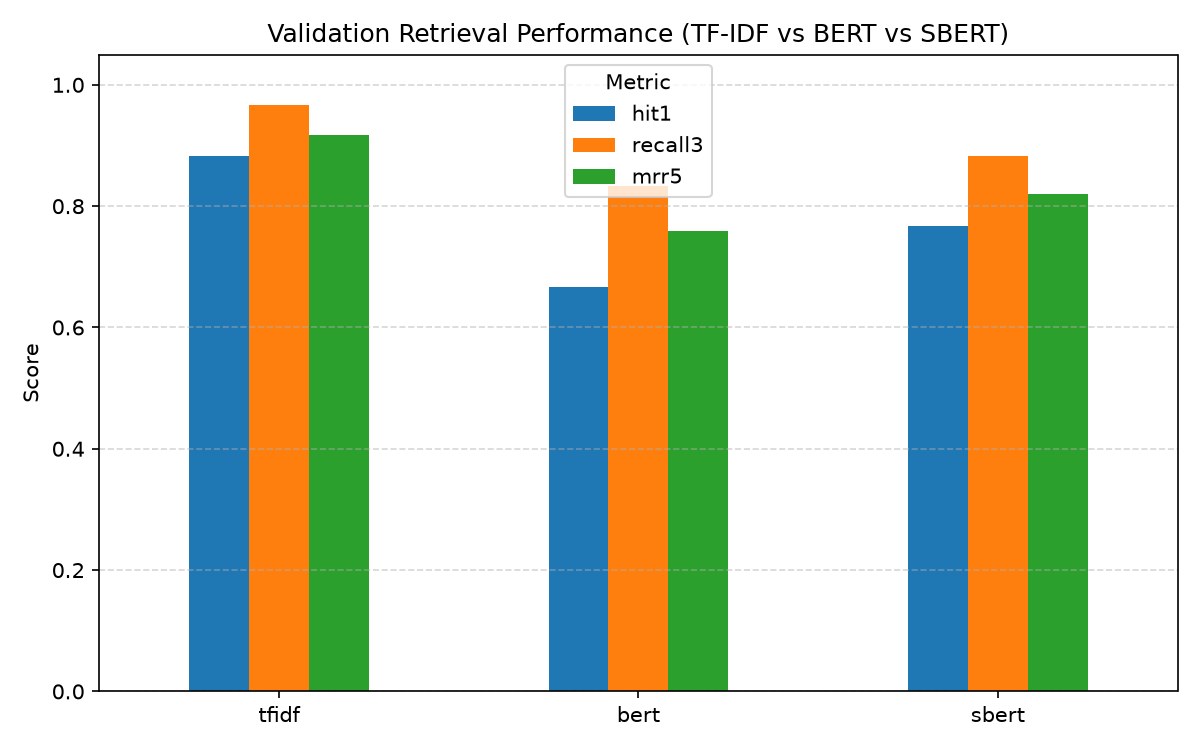 Validation Retrieval Performance (TF-IDF vs BERT vs SBERT)
Metric
hit1
recall3
mrr5
Score
1.0
0.8
0.6
0.4
0.2
0.0
tfidf
bert
sbert